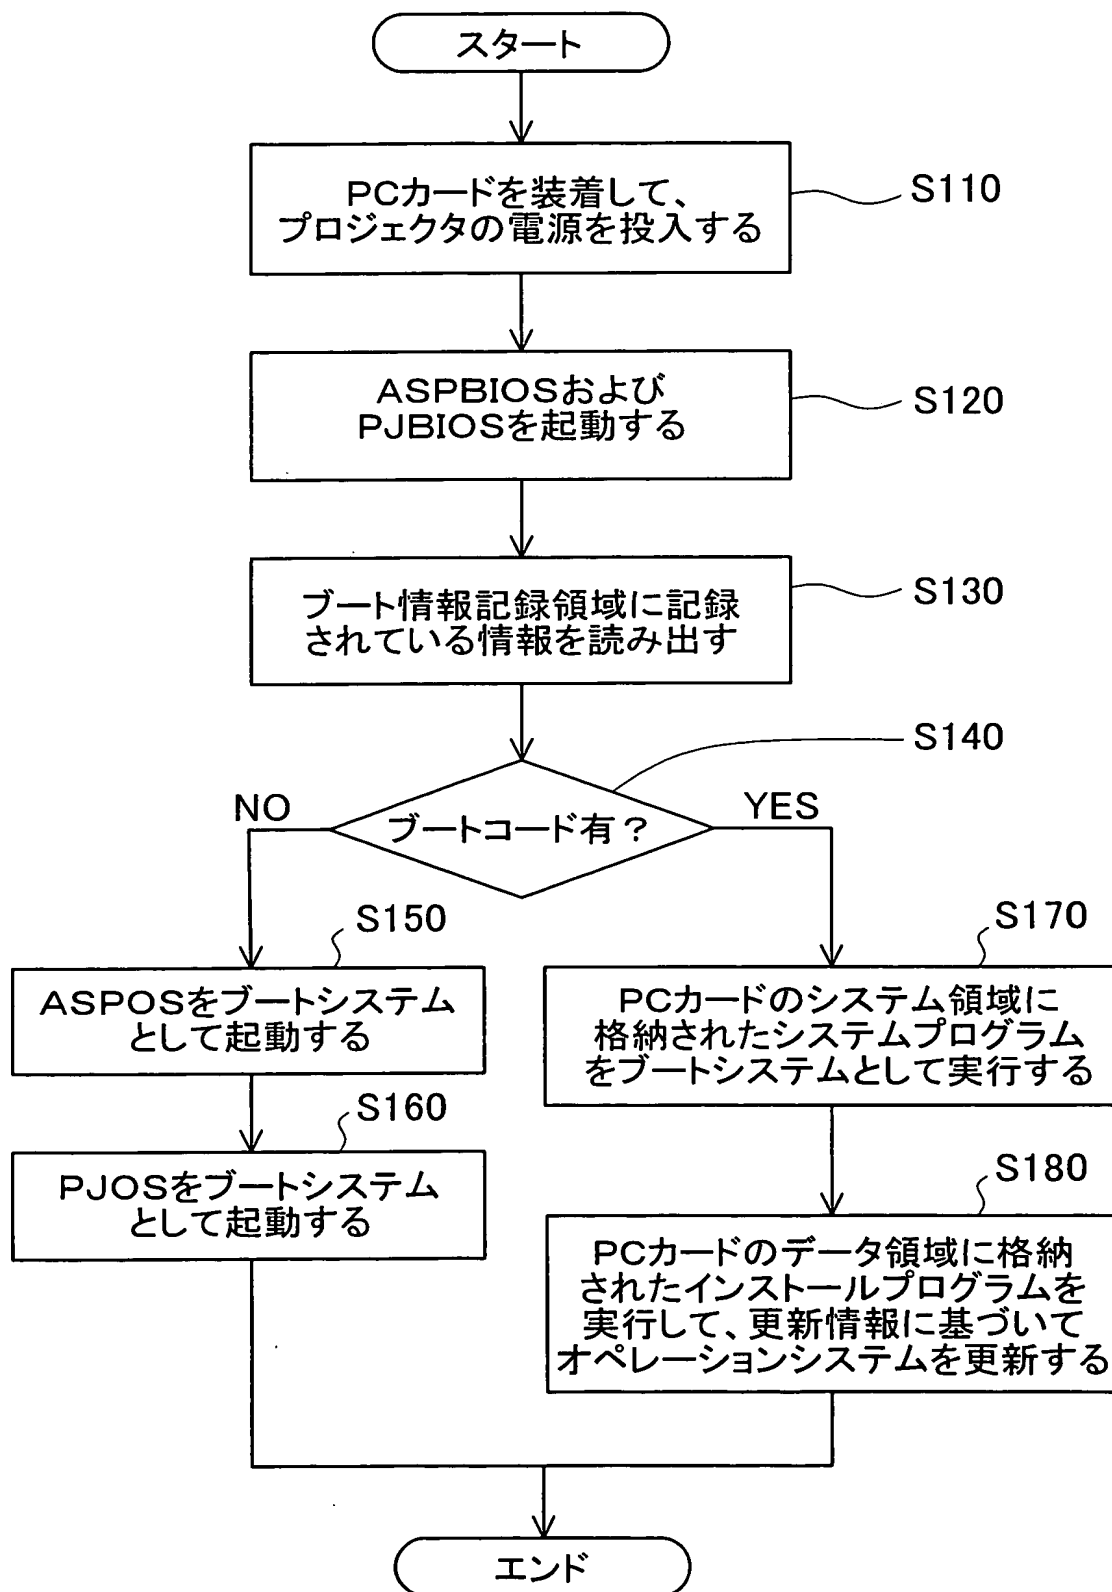 スタート
PCカードを装着して、
プロジェクタの電源を投入する
S110
ASPBIOSおよび
PJBIOSを起動する
S120
ブート情報記録領域に記録
されている情報を読み出す
S130
S140
NO
ブートコード有？
YES
S150
ASPOSをブートシステム
として起動する
S160
PJOSをブートシステム
として起動する
S170
PCカードのシステム領域に
格納されたシステムプログラム
をブートシステムとして実行する
S180
PCカードのデータ領域に格納
されたインストールプログラムを
実行して、更新情報に基づいて
オペレーションシステムを更新する
エンド